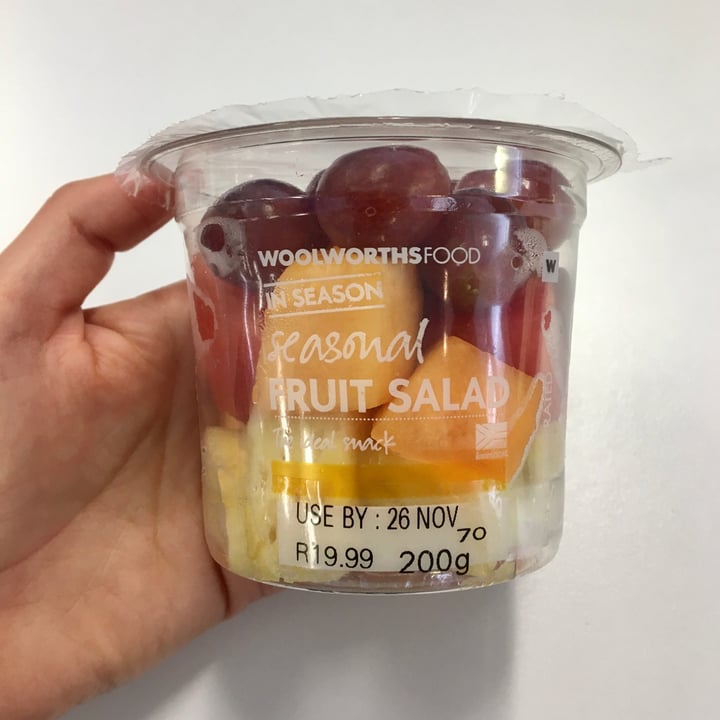 WOOLWORTHSFOOD
W
IN SEASON
seasonal
FRUIT SALAD
The ideal snack
USE BY : 26 NOV
70
R19.99 200g